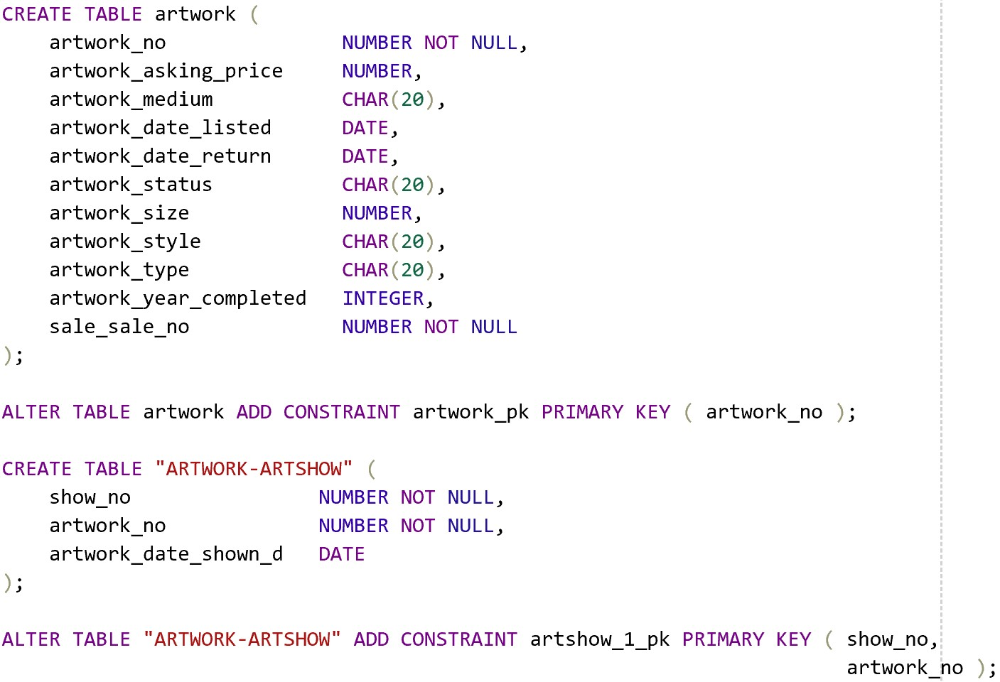 CREATE TABLE artwork (
    artwork_no               NUMBER NOT NULL,
    artwork_asking_price     NUMBER,
    artwork_medium           CHAR(20),
    artwork_date_listed      DATE,
    artwork_date_return      DATE,
    artwork_status           CHAR(20),
    artwork_size             NUMBER,
    artwork_style            CHAR(20),
    artwork_type             CHAR(20),
    artwork_year_completed   INTEGER,
    sale_sale_no             NUMBER NOT NULL
);

ALTER TABLE artwork ADD CONSTRAINT artwork_pk PRIMARY KEY ( artwork_no );

CREATE TABLE "ARTWORK-ARTSHOW" (
    show_no                NUMBER NOT NULL,
    artwork_no             NUMBER NOT NULL,
    artwork_date_shown_d   DATE
);

ALTER TABLE "ARTWORK-ARTSHOW" ADD CONSTRAINT artshow_1_pk PRIMARY KEY ( show_no,
                                                                        artwork_no );